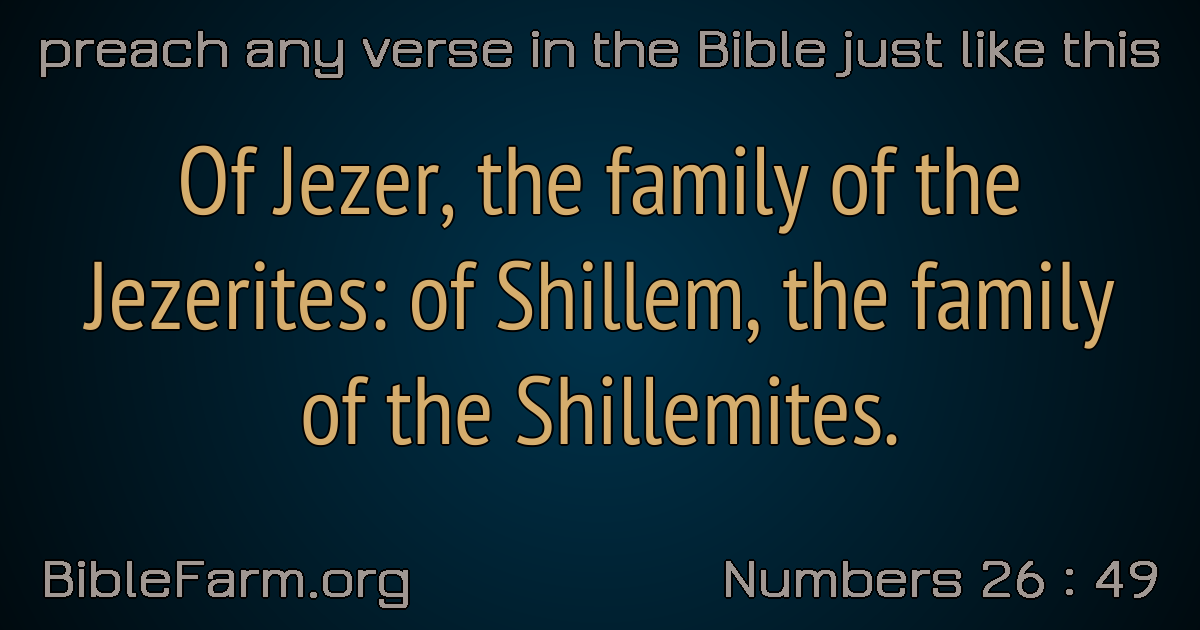 preach any verse in the Bible just like this
Of Jezer, the family of the
Jezerites: of Shillem, the family
of the Shillemites.
BibleFarm.org
Numbers 26 : 49